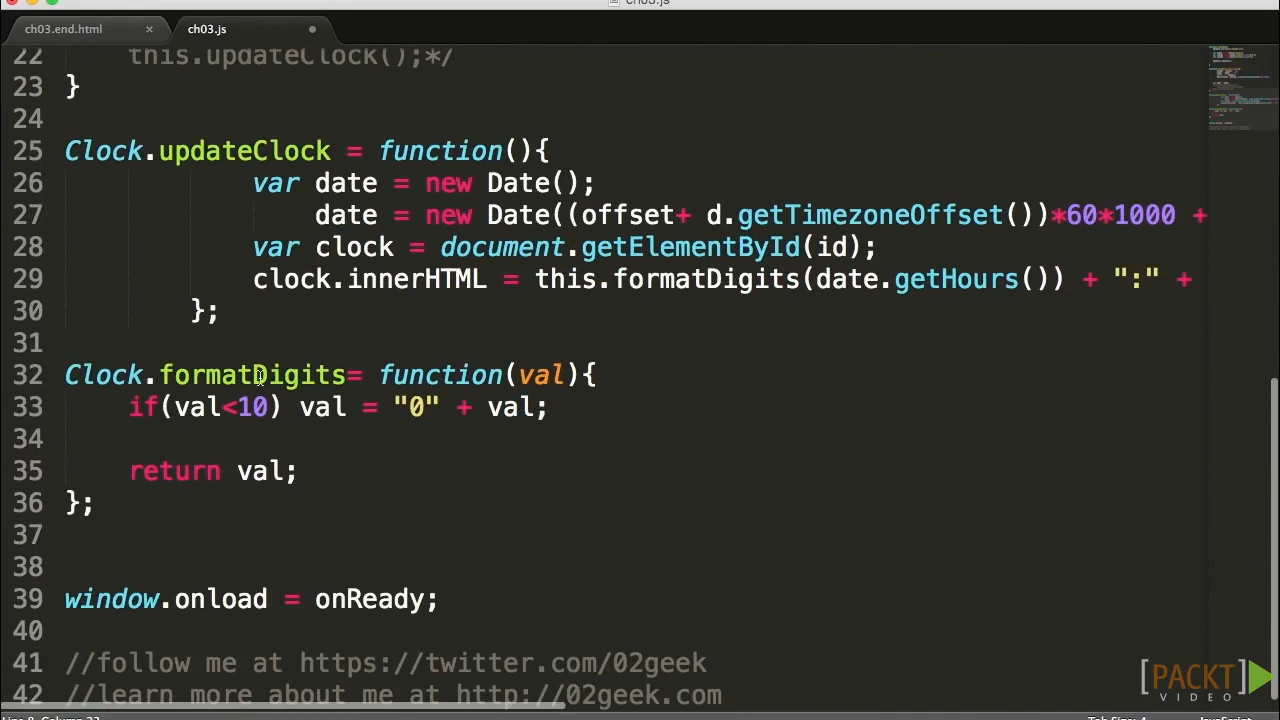 ch03.js
ch03.end.html × ch03.js
22 this.updateClock();*/
23 }
24
25 Clock.updateClock = function(){
26 var date = new Date();
27 date = new Date((offset+ d.getTimezoneOffset())*60*1000 +
28 var clock = document.getElementById(id);
29 clock.innerHTML = this.formatDigits(date.getHours()) + ":" +
30 };
31
32 Clock.formatDigits= function(val){
33 if(val<10) val = "0" + val;
34
35 return val;
36 };
37
38
39 window.onload = onReady;
40
41 //follow me at https://twitter.com/02geek
42 //learn more about me at http://02geek.com
[PACKT]
VIDEO